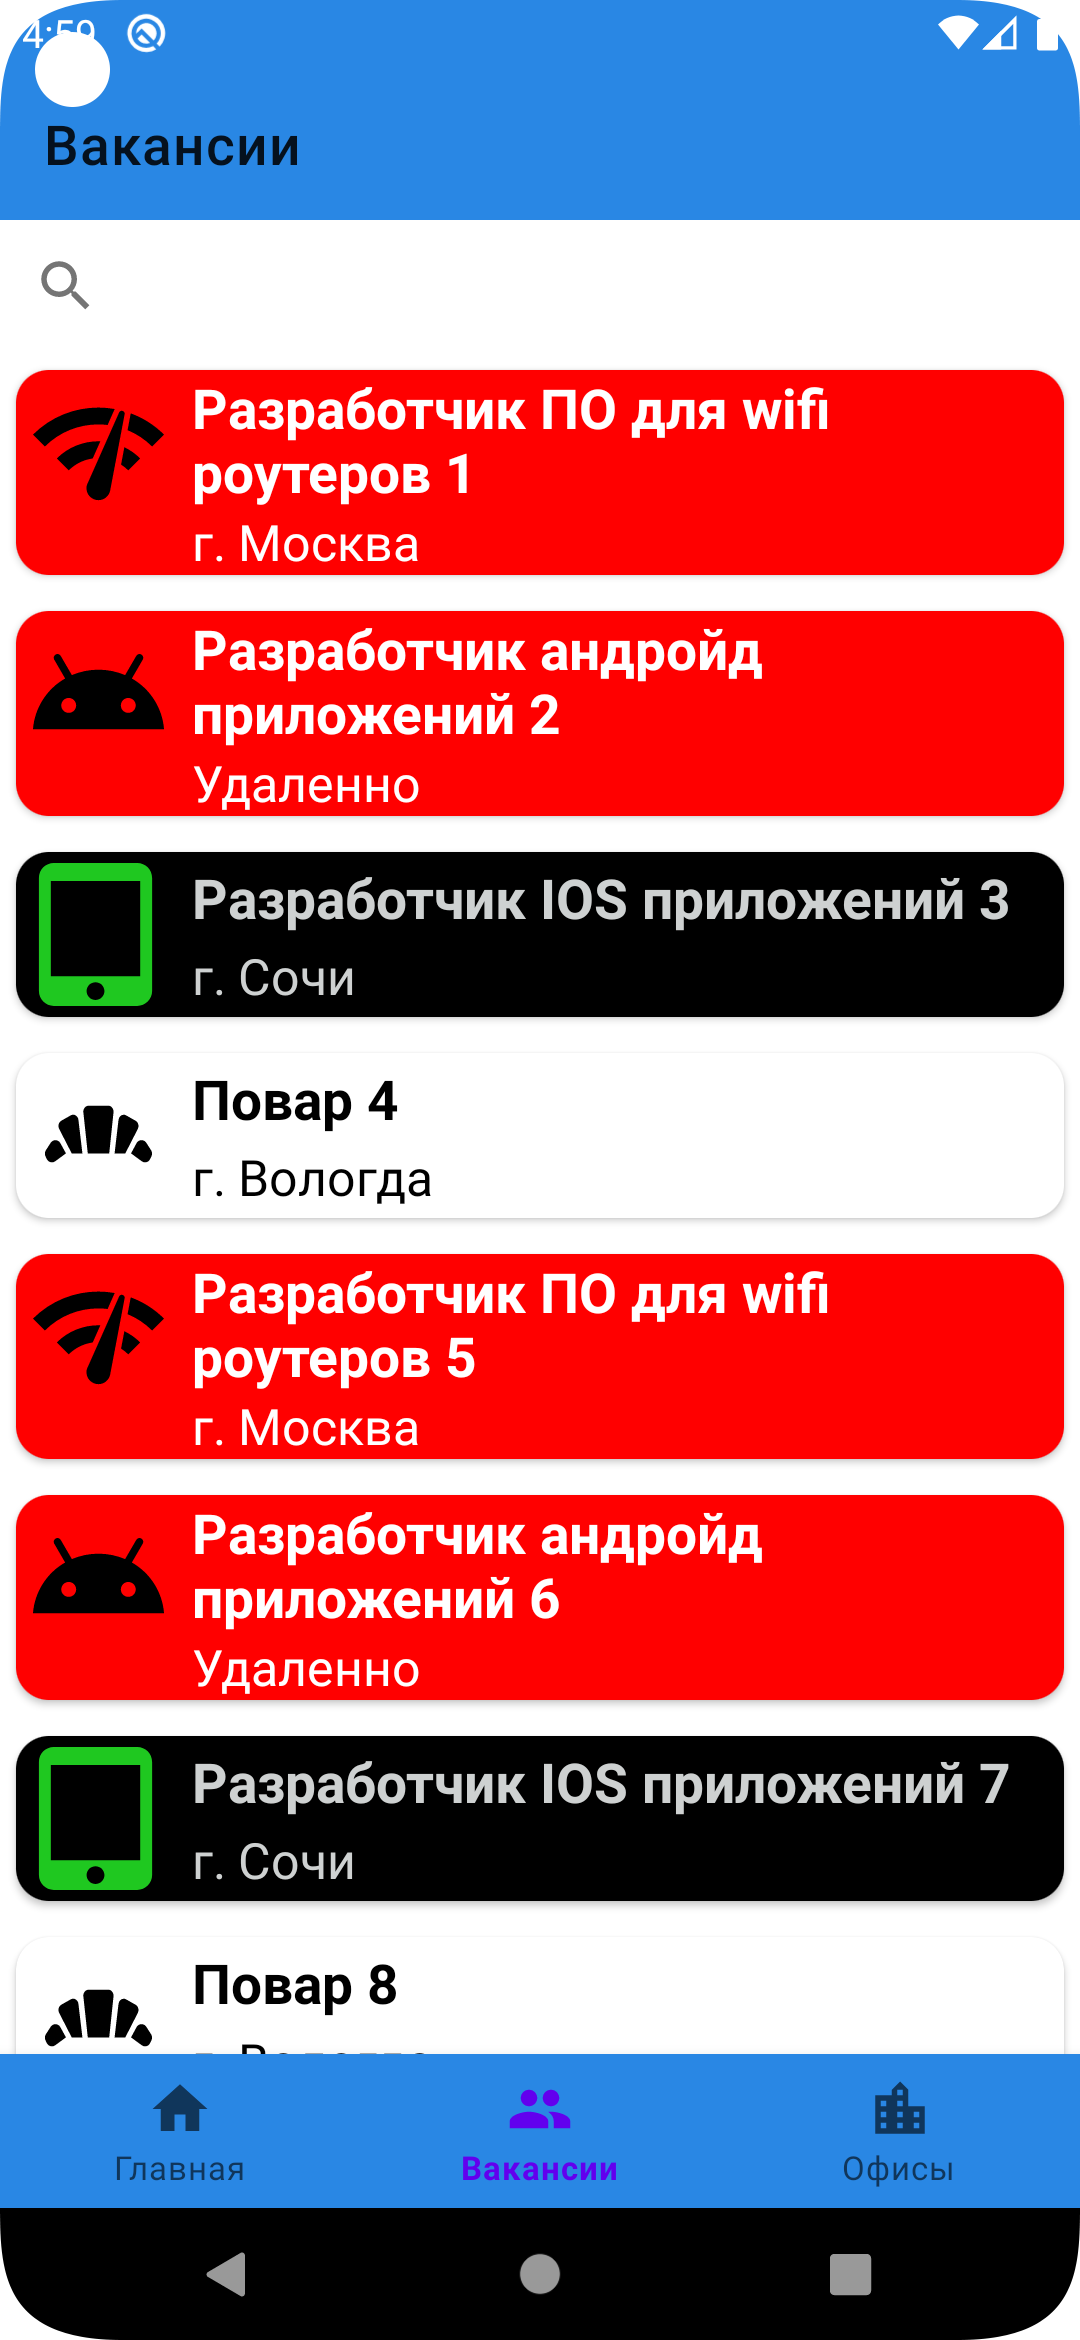 4:59
Вакансии
Разработчик ПО для wifi
роутеров 1
г. Москва
Разработчик андройд
приложений 2
Удаленно
Разработчик IOS приложений 3
г. Сочи
Повар 4
г. Вологда
Разработчик ПО для wifi
роутеров 5
г. Москва
Разработчик андройд
приложений 6
Удаленно
Разработчик IOS приложений 7
г. Сочи
Повар 8
Главная
Вакансии
Офисы